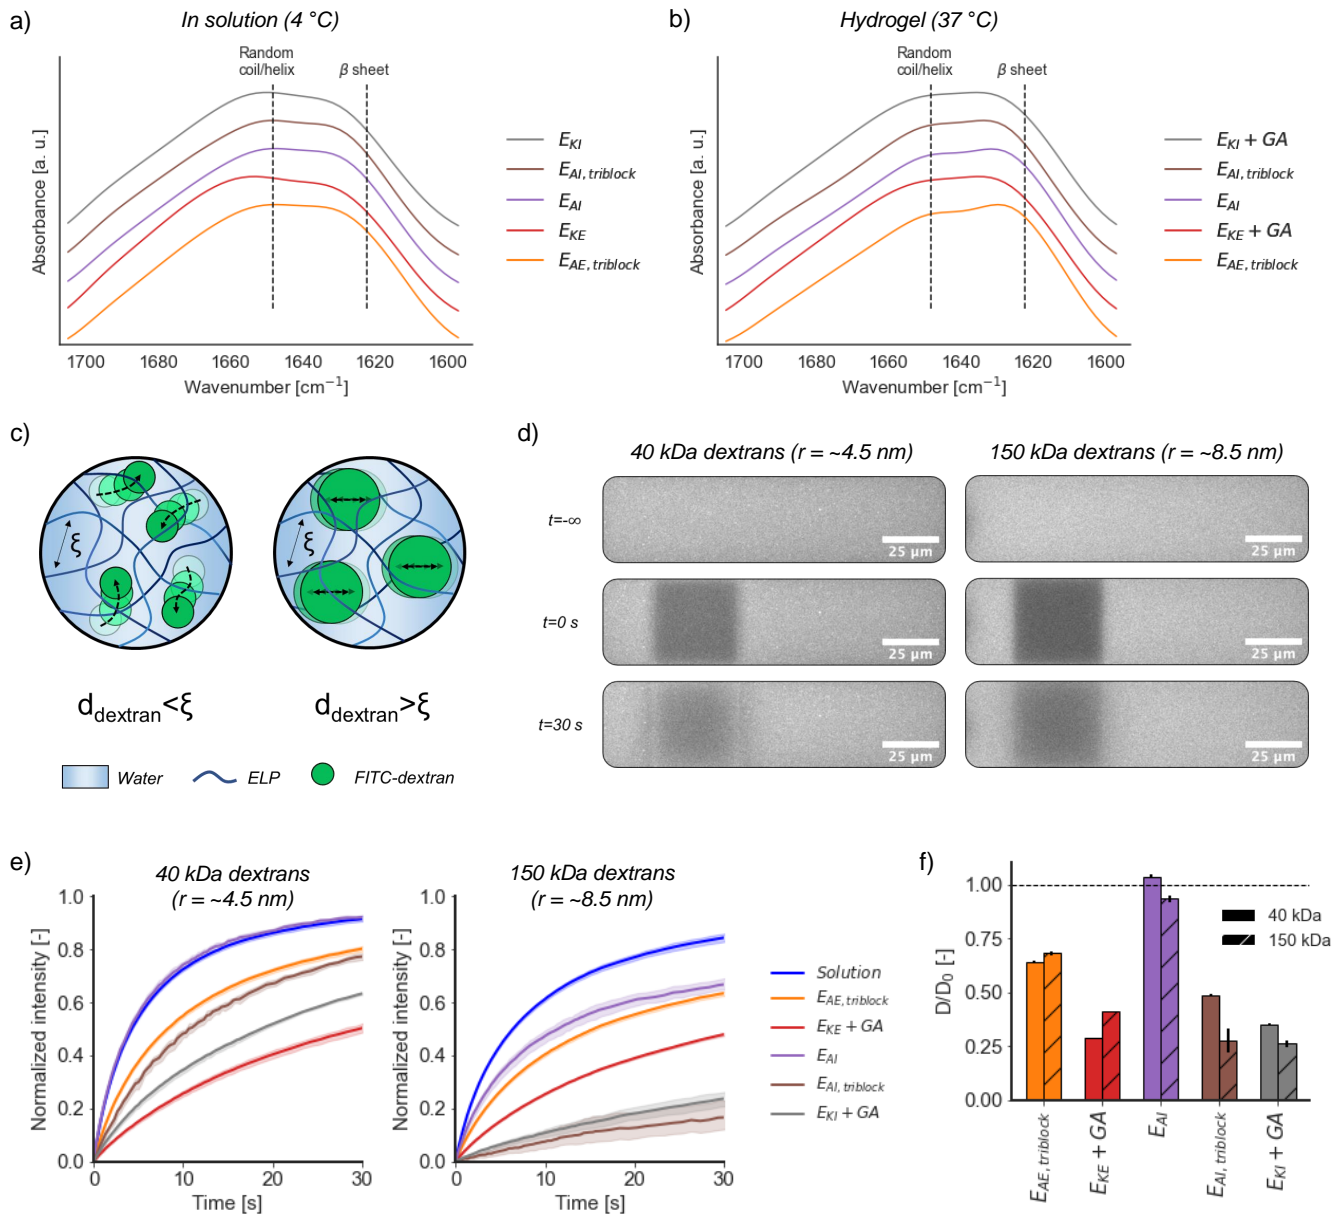 a)
In solution (4 °C)
Random
coil/helix
β sheet
Absorbance [a. u.]
E_KI
E_AI, triblock
E_AI
E_KE
E_AE, triblock
1700 1680 1660 1640 1620 1600
Wavenumber [cm⁻¹]
b)
Hydrogel (37 °C)
Random
coil/helix
β sheet
Absorbance [a. u.]
E_KI + GA
E_AI, triblock
E_AI
E_KE + GA
E_AE, triblock
1700 1680 1660 1640 1620 1600
Wavenumber [cm⁻¹]
c)
ξ
ξ
d_dextran<ξ
d_dextran>ξ
Water
ELP
FITC-dextran
d)
40 kDa dextrans (r = ~4.5 nm)
150 kDa dextrans (r = ~8.5 nm)
t=-∞
25 µm
25 µm
t=0 s
25 µm
25 µm
t=30 s
25 µm
25 µm
e)
40 kDa dextrans
(r = ~4.5 nm)
Normalized intensity [-]
1.0
0.8
0.6
0.4
0.2
0.0
0 10 20 30
Time [s]
150 kDa dextrans
(r = ~8.5 nm)
Normalized intensity [-]
1.0
0.8
0.6
0.4
0.2
0.0
0 10 20 30
Time [s]
Solution
E_AE, triblock
E_KE + GA
E_AI
E_AI, triblock
E_KI + GA
f)
D/D₀ [-]
1.00
0.75
0.50
0.25
0.00
40 kDa
150 kDa
E_AE, triblock
E_KE + GA
E_AI
E_AI, triblock
E_KI + GA